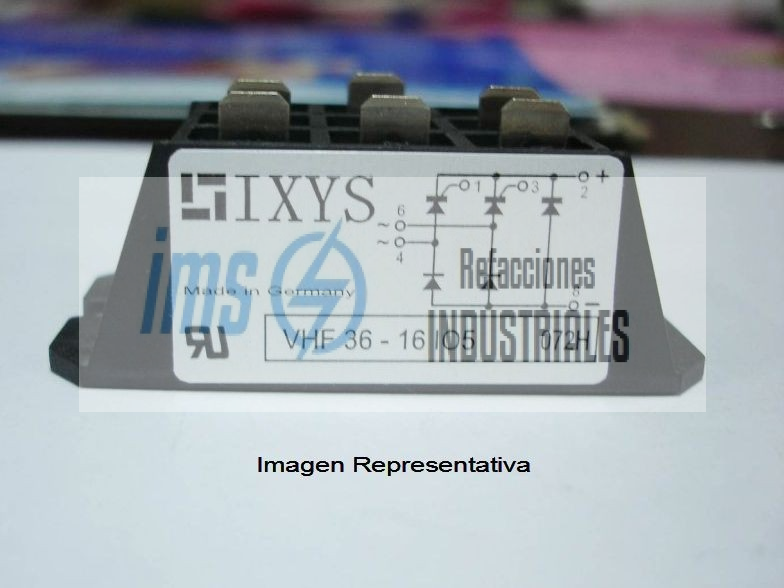 IXYS
1
3
2
+
6
~
~
4
8
−
ims
Refacciones
INDUSTRIALES
Made in Germany
VHF 36 - 16 IO5 072H
Imagen Representativa